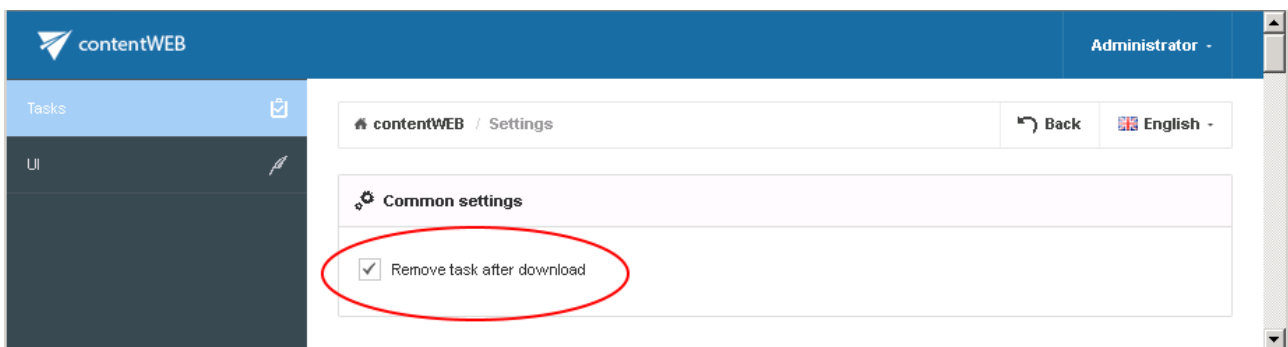 contentWEB
Administrator
Tasks
contentWEB / Settings
Back
English
UI
Common settings
Remove task after download